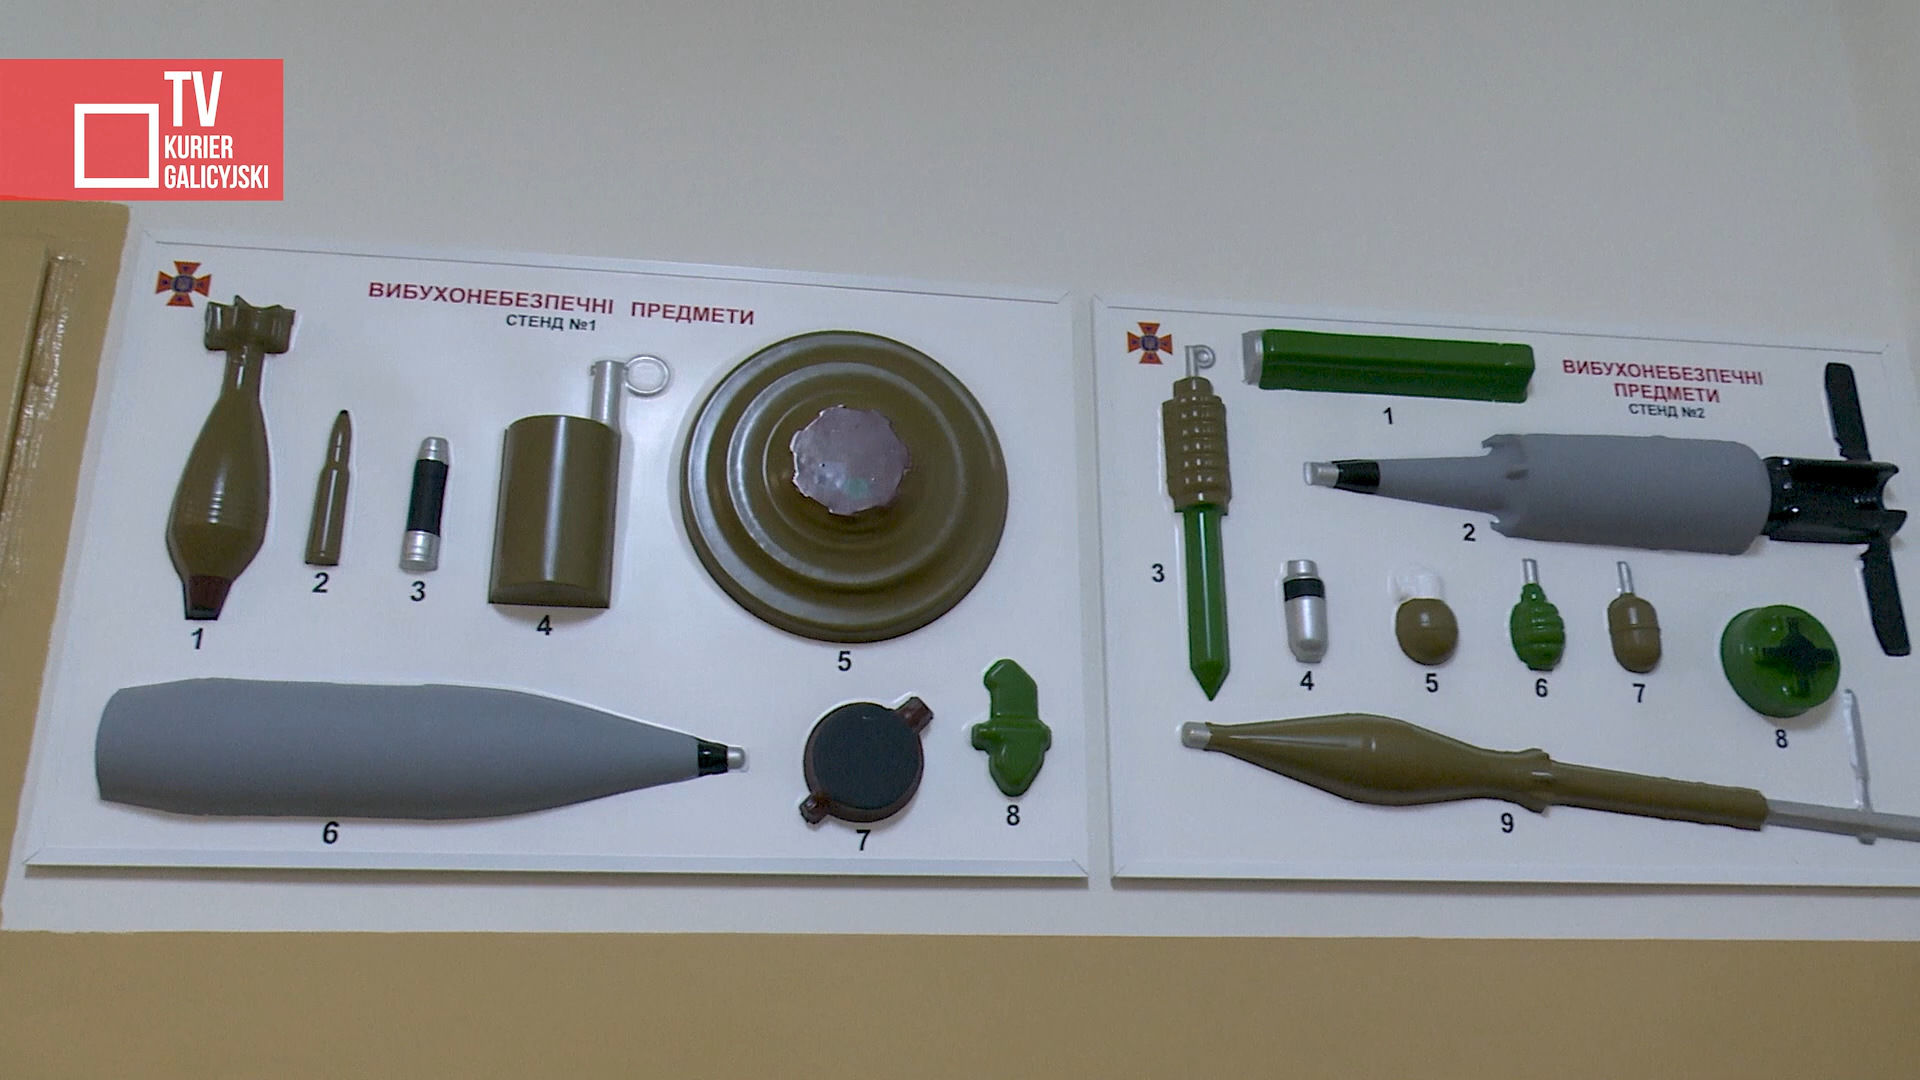 TV
KURIER
GALICYJSKI
ВИБУХОНЕБЕЗПЕЧНІ ПРЕДМЕТИ
СТЕНД №1
1
2
3
4
5
6
7
8
ВИБУХОНЕБЕЗПЕЧНІ
ПРЕДМЕТИ
СТЕНД №2
1
2
3
4
5
6
7
8
9